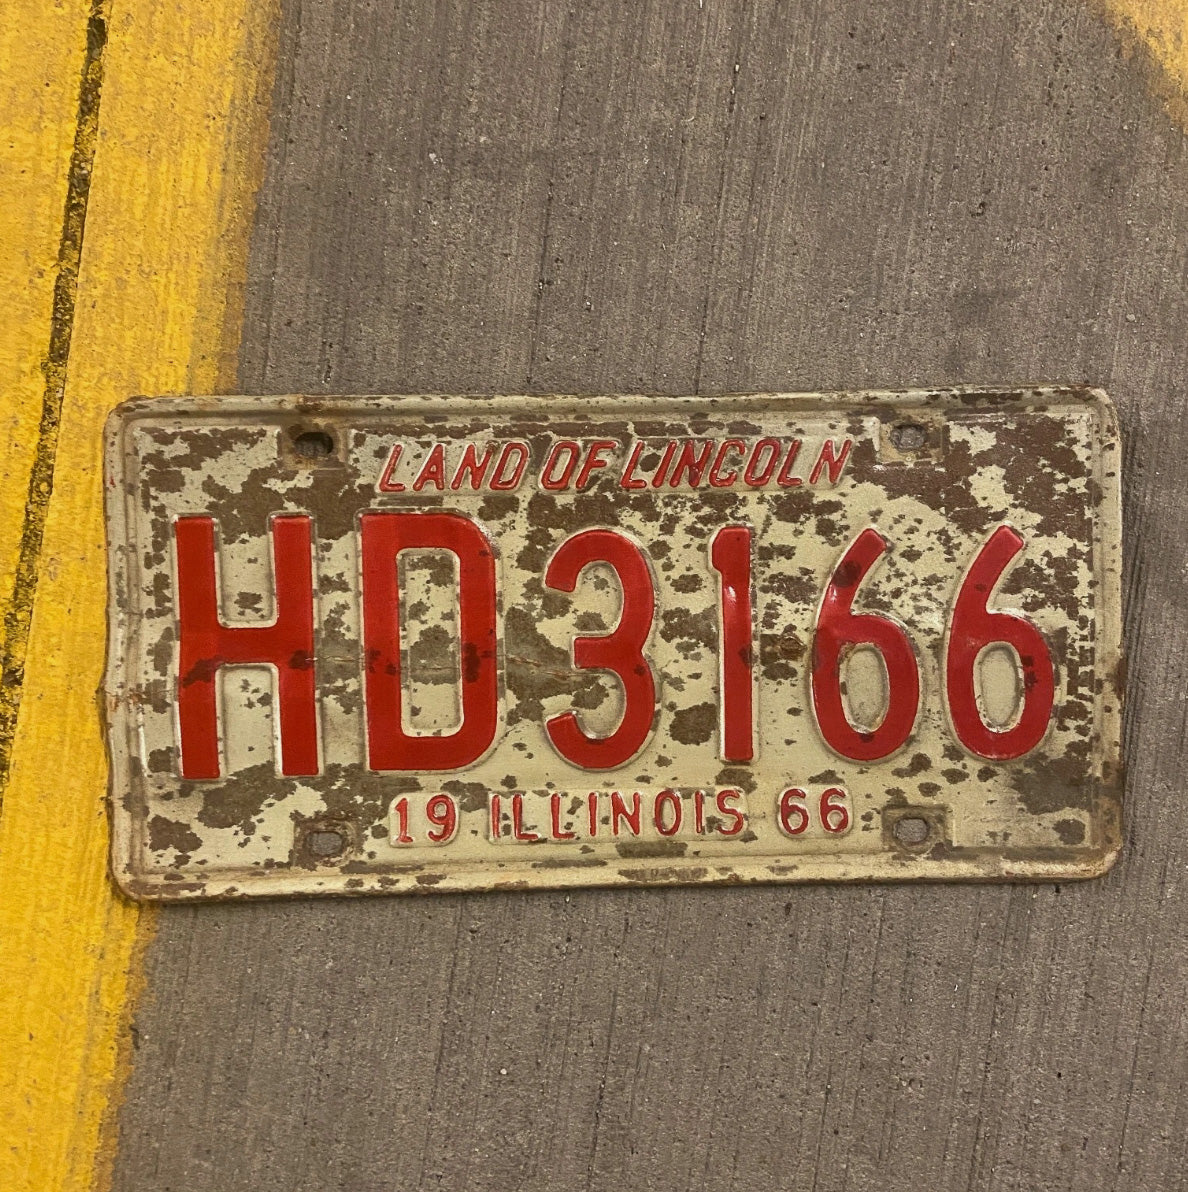 LAND OF LINCOLN
HD3166
19 ILLINOIS 66